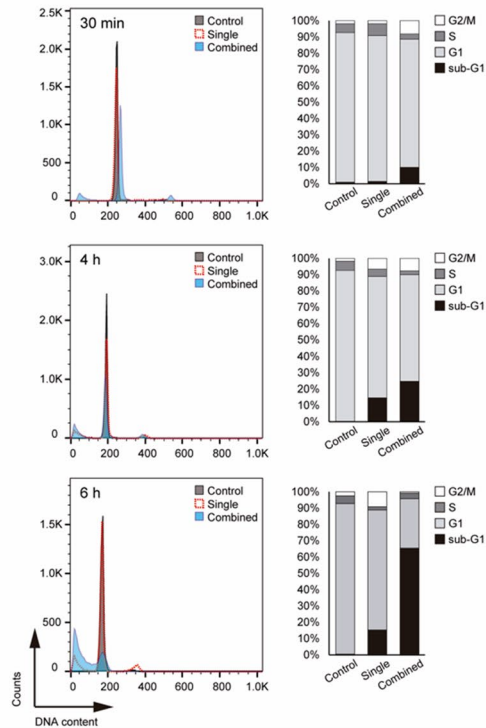 30 min
Control
Single
Combined
2.5K
2.0K
1.5K
1.0K
500
0
0 200 400 600 800 1.0K
100%
90%
80%
70%
60%
50%
40%
30%
20%
10%
0%
Control Single Combined
G2/M
S
G1
sub-G1
4 h
Control
Single
Combined
3.0K
2.0K
1.0K
0
0 200 400 600 800 1.0K
100%
90%
80%
70%
60%
50%
40%
30%
20%
10%
0%
Control Single Combined
G2/M
S
G1
sub-G1
6 h
Control
Single
Combined
1.5K
1.0K
500
0
0 200 400 600 800 1.0K
Counts
DNA content
100%
90%
80%
70%
60%
50%
40%
30%
20%
10%
0%
Control Single Combined
G2/M
S
G1
sub-G1